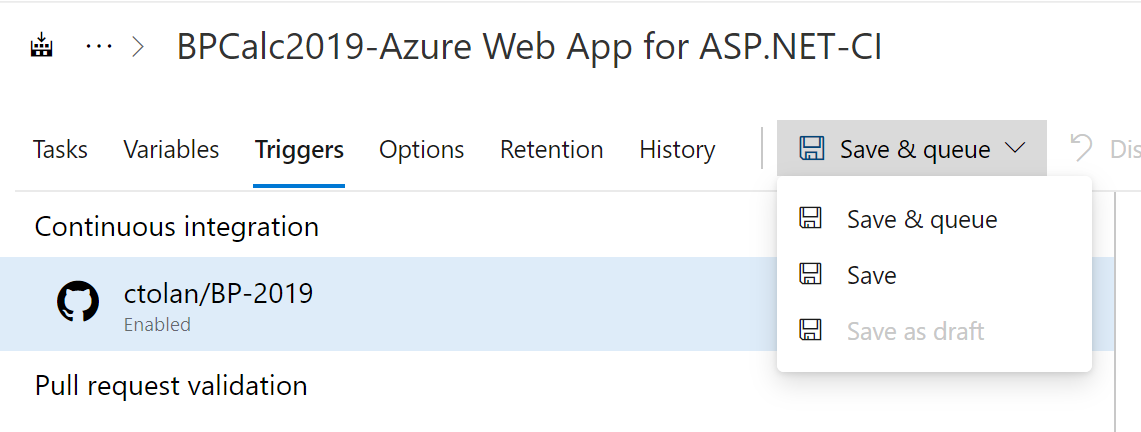 ... > BPCalc2019-Azure Web App for ASP.NET-CI
Tasks Variables Triggers Options Retention History Save & queue Dis
Continuous integration
Save & queue
ctolan/BP-2019
Enabled
Save
Save as draft
Pull request validation